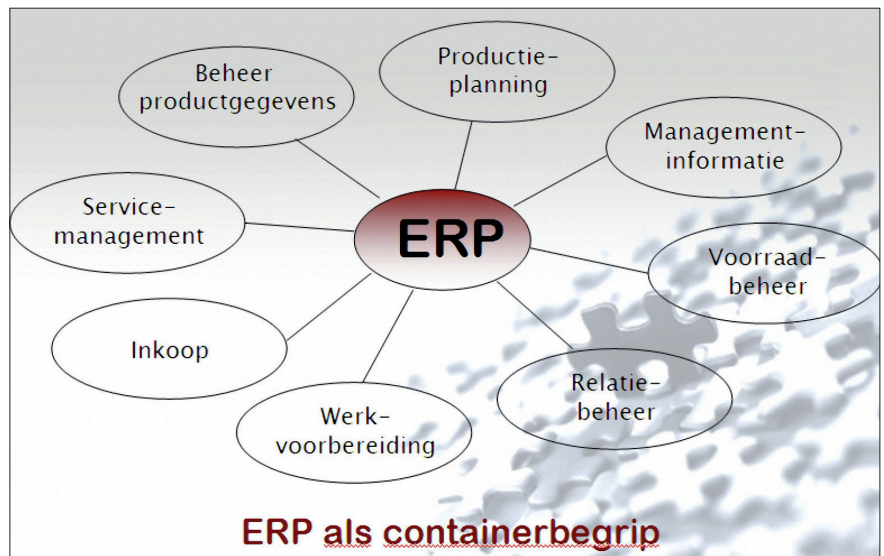 Productie-
planning
Beheer
productgegevens
Management-
informatie
Service-
management
ERP
Voorraad-
beheer
Inkoop
Relatie-
beheer
Werk-
voorbereiding
ERP als containerbegrip